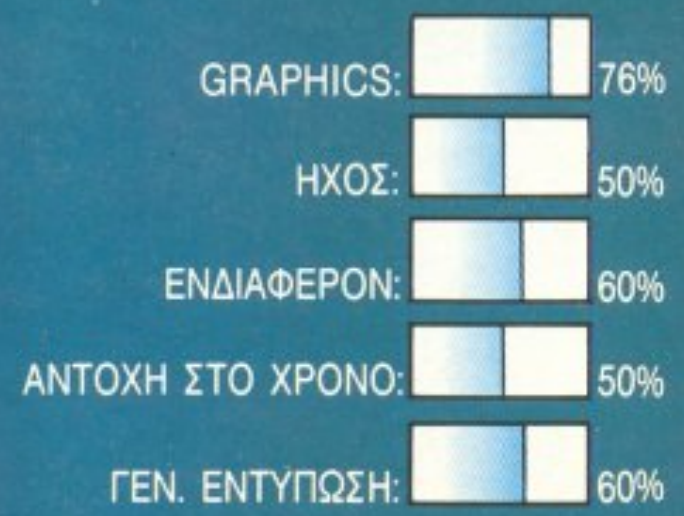 GRAPHICS: 76%
ΗΧΟΣ: 50%
ΕΝΔΙΑΦΕΡΟΝ: 60%
ΑΝΤΟΧΗ ΣΤΟ ΧΡΟΝΟ: 50%
ΓΕΝ. ΕΝΤΥΠΩΣΗ: 60%